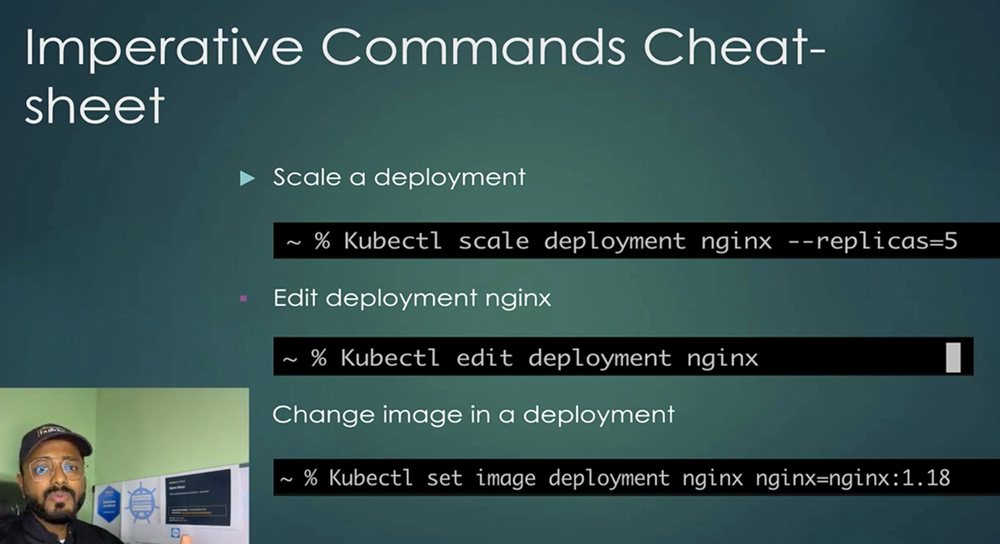 Imperative Commands Cheat-
sheet
Scale a deployment
~ % Kubectl scale deployment nginx --replicas=5
Edit deployment nginx
~ % Kubectl edit deployment nginx
Change image in a deployment
~ % Kubectl set image deployment nginx nginx=nginx:1.18